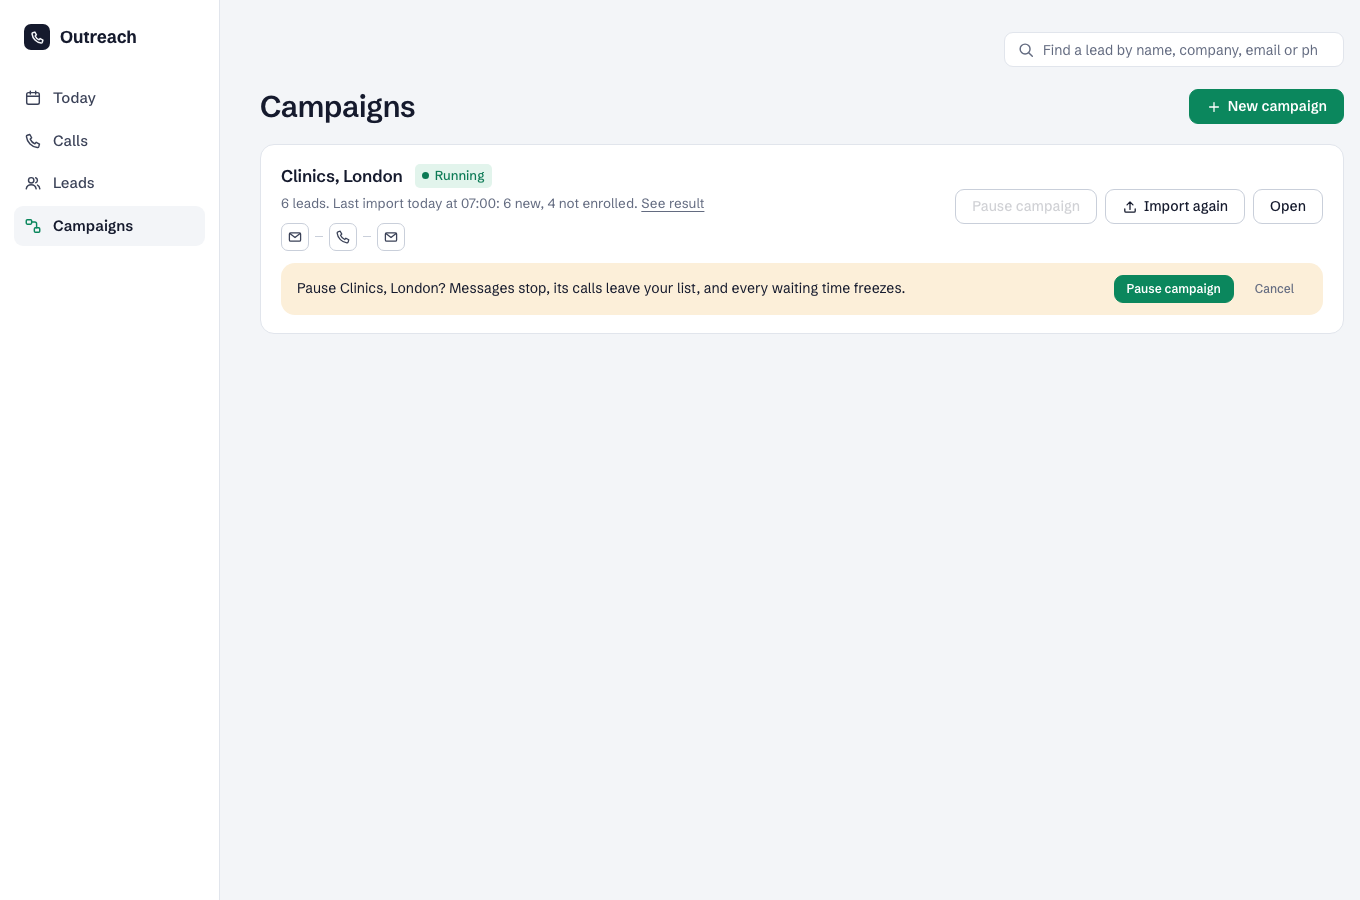 Outreach
Today
Calls
Leads
Campaigns
Find a lead by name, company, email or ph
Campaigns
New campaign
Clinics, London
Running
6 leads. Last import today at 07:00: 6 new, 4 not enrolled. See result
Pause campaign
Import again
Open
Pause Clinics, London? Messages stop, its calls leave your list, and every waiting time freezes.
Pause campaign
Cancel